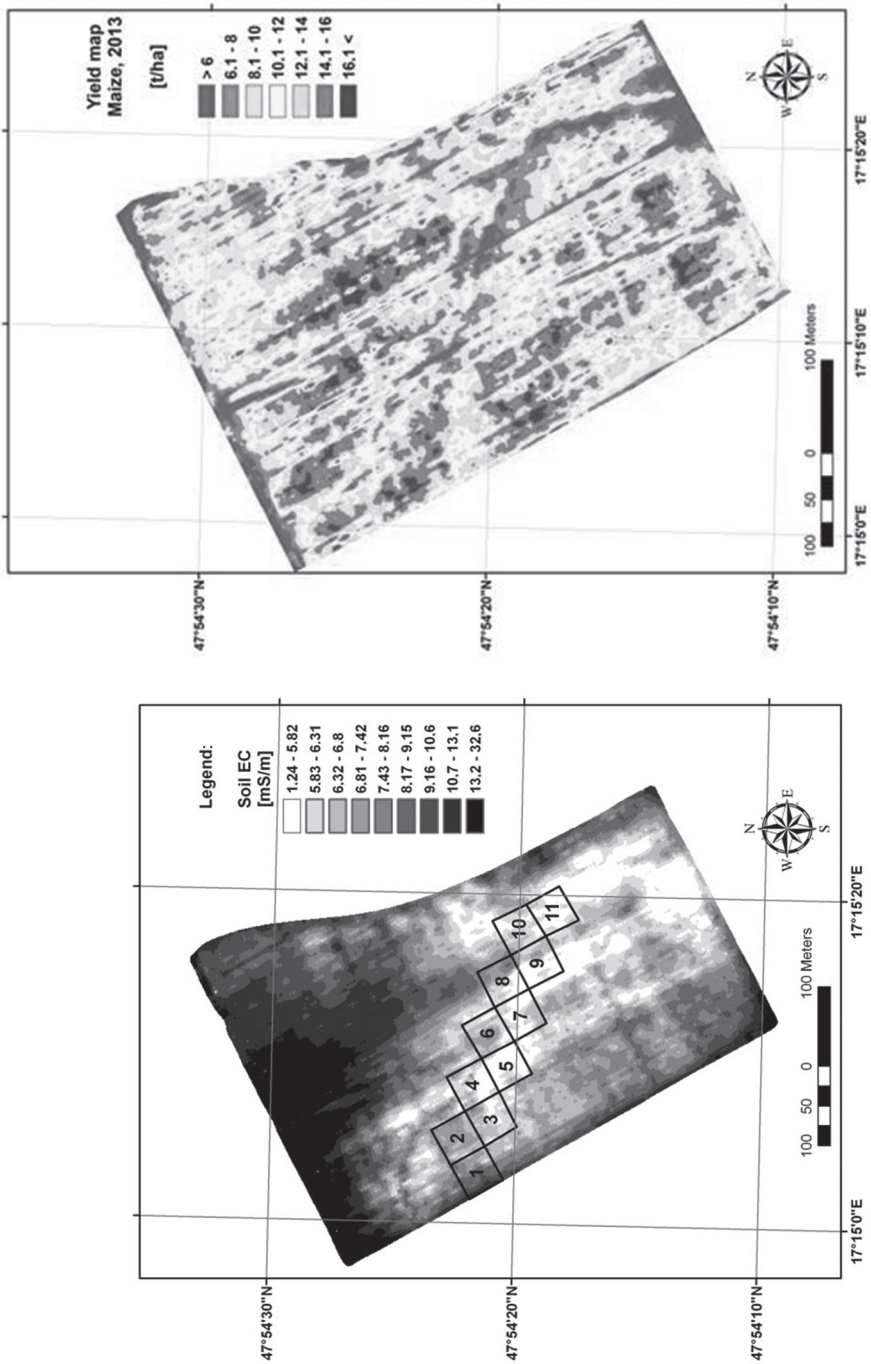 Yield map
Maize, 2013
[t/ha]
> 6
6.1 - 8
8.1 - 10
10.1 - 12
12.1 - 14
14.1 - 16
16.1 <
N
W
E
S
47°54'30"N
47°54'20"N
47°54'10"N
100
50
0
100 Meters
17°15'0"E
17°15'10"E
17°15'20"E
Legend:
Soil EC
[mS/m]
1.24 - 5.82
5.83 - 6.31
6.32 - 6.8
6.81 - 7.42
7.43 - 8.16
8.17 - 9.15
9.16 - 10.6
10.7 - 13.1
13.2 - 32.6
1
2
3
4
5
6
7
8
9
10
11
N
W
E
S
47°54'30"N
47°54'20"N
47°54'10"N
100
50
0
100 Meters
17°15'0"E
17°15'20"E